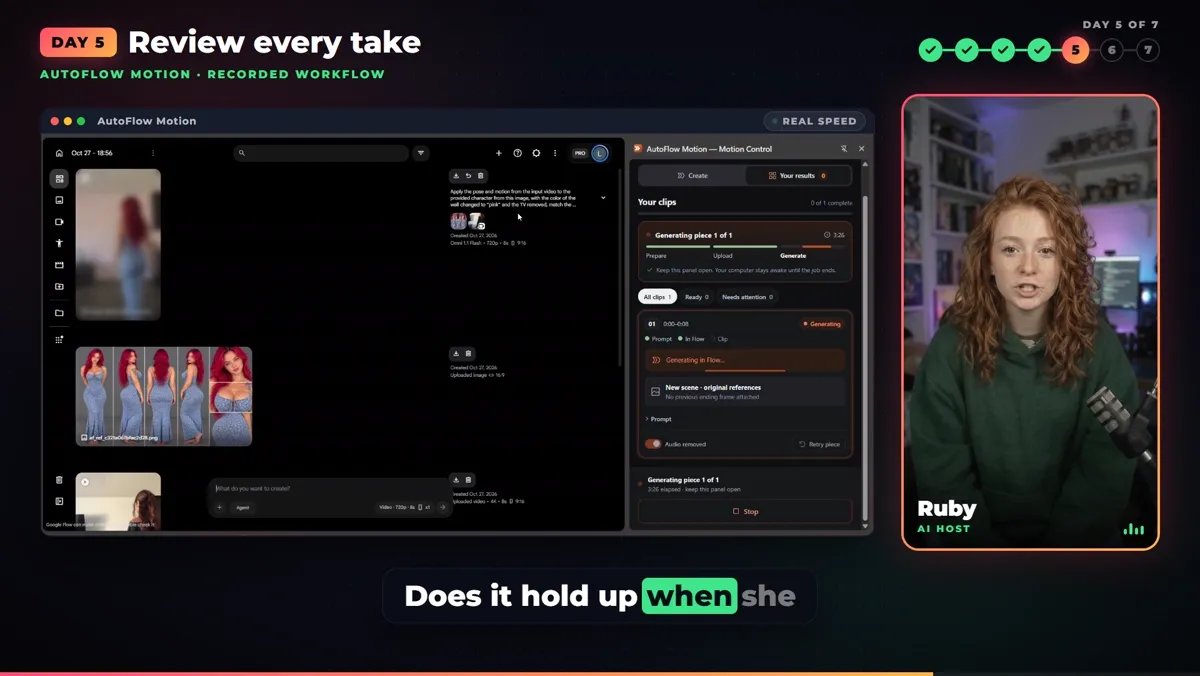 DAY 5 Review every take
AUTOFLOW MOTION · RECORDED WORKFLOW
DAY 5 OF 7
5 6 7
AutoFlow Motion
REAL SPEED
Oct 27 - 18:56
PRO L
Apply the pose and motion from the input video to the
provided character from this image, with the color of the
wall changed to "pink" and the TV removed, match the ...
Created Oct 27, 2026
Omni 1.1 Flash • 720p • 8s 9:16
Created Oct 27, 2026
Uploaded image 16:9
What do you want to create?
+ Agent
Video · 720p · 8s x1
Created Oct 27, 2026
Uploaded video • 4K • 8s 9:16
AutoFlow Motion — Motion Control
Create
Your results 0
Your clips
0 of 1 complete
Generating piece 1 of 1
3:26
Prepare Upload Generate
Keep this panel open. Your computer stays awake until the job ends.
All clips 1 Ready 0 Needs attention 0
01 0:00–0:08
Generating
Prompt In Flow Clip
Generating in Flow...
New scene · original references
No previous ending frame attached
Prompt
Audio removed
Retry piece
Generating piece 1 of 1
3:26 elapsed · keep this panel open
Stop
Ruby
AI HOST
Does it hold up when she